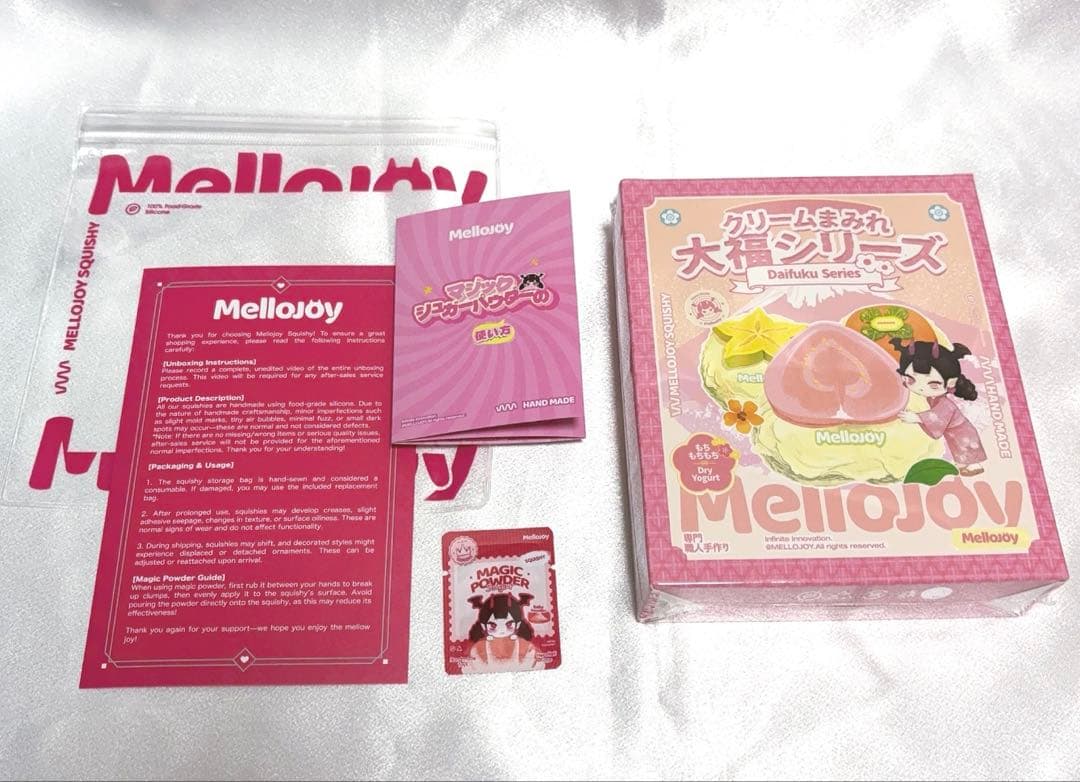 Mellojoy
100% Food-Grade
Silicone
MELLOJOY SQUISHY
Mellojoy
Thank you for choosing Mellojoy Squishy! To ensure a great
shopping experience, please read the following instructions
carefully:
[Unboxing Instructions]
Please record a complete, unedited video of the entire unboxing
process. This video will be required for any after-sales service
requests.
[Product Description]
All our squishies are handmade using food-grade silicone. Due to
the nature of handmade craftsmanship, minor imperfections such
as slight mold marks, tiny air bubbles, minimal fuzz, or small dark
spots may occur—these are normal and not considered defects.
*Note: If there are no missing/wrong items or serious quality issues,
after-sales service will not be provided for the aforementioned
normal imperfections. Thank you for your understanding!
[Packaging & Usage]
1. The squishy storage bag is hand-sewn and considered a
consumable. If damaged, you may use the included replacement
bag.
2. After prolonged use, squishies may develop creases, slight
adhesive seepage, changes in texture, or surface oiliness. These are
normal signs of wear and do not affect functionality.
3. During shipping, squishies may shift, and decorated styles might
experience displaced or detached ornaments. These can be
adjusted or reattached upon arrival.
[Magic Powder Guide]
When using magic powder, first rub it between your hands to break
up clumps, then evenly apply it to the squishy's surface. Avoid
pouring the powder directly onto the squishy, as this may reduce its
effectiveness!
Thank you again for your support—we hope you enjoy the mellow
joy!
Mellojoy
マジック
シュガーパウダーの
使い方
HAND MADE
Mellojoy
SQUISHY
MAGIC
POWDER
クリームまみれ
大福シリーズ
Daifuku Series
MELLOJOY SQUISHY
HAND MADE
Mellojoy
もちもち
Dry
Yogurt
Mellojoy
専門
職人手作り
Infinite Innovation.
@MELLOJOY.All rights reserved.
Mellojoy